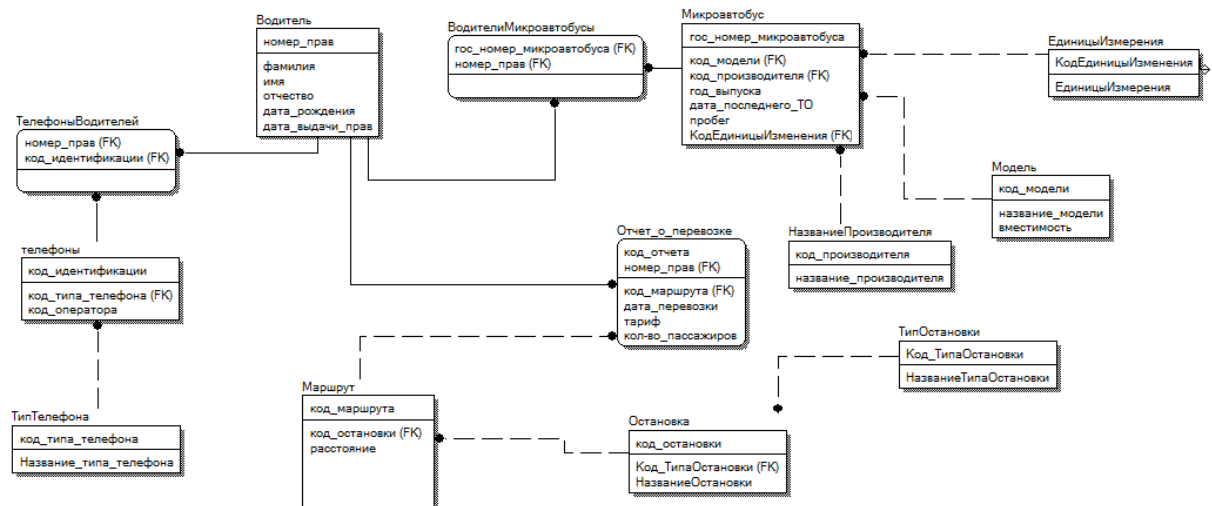 Водитель
номер_прав
фамилия
имя
отчество
дата_рождения
дата_выдачи_прав
ВодителиМикроавтобусы
гос_номер_микроавтобуса (FK)
номер_прав (FK)
Микроавтобус
гос_номер_микроавтобуса
код_модели (FK)
код_производителя (FK)
год_выпуска
дата_последнего_ТО
пробег
КодЕдиницыИзменения (FK)
ЕдиницыИзмерения
КодЕдиницыИзменения
ЕдиницыИзмерения
ТелефоныВодителей
номер_прав (FK)
код_идентификации (FK)
Модель
код_модели
название_модели
вместимость
телефоны
код_идентификации
код_типа_телефона (FK)
код_оператора
Отчет_о_перевозке
код_отчета
номер_прав (FK)
код_маршрута (FK)
дата_перевозки
тариф
кол-во_пассажиров
НазваниеПроизводителя
код_производителя
название_производителя
ТипОстановки
Код_ТипаОстановки
НазваниеТипаОстановки
ТипТелефона
код_типа_телефона
Название_типа_телефона
Маршрут
код_маршрута
код_остановки (FK)
расстояние
Остановка
код_остановки
Код_ТипаОстановки (FK)
НазваниеОстановки